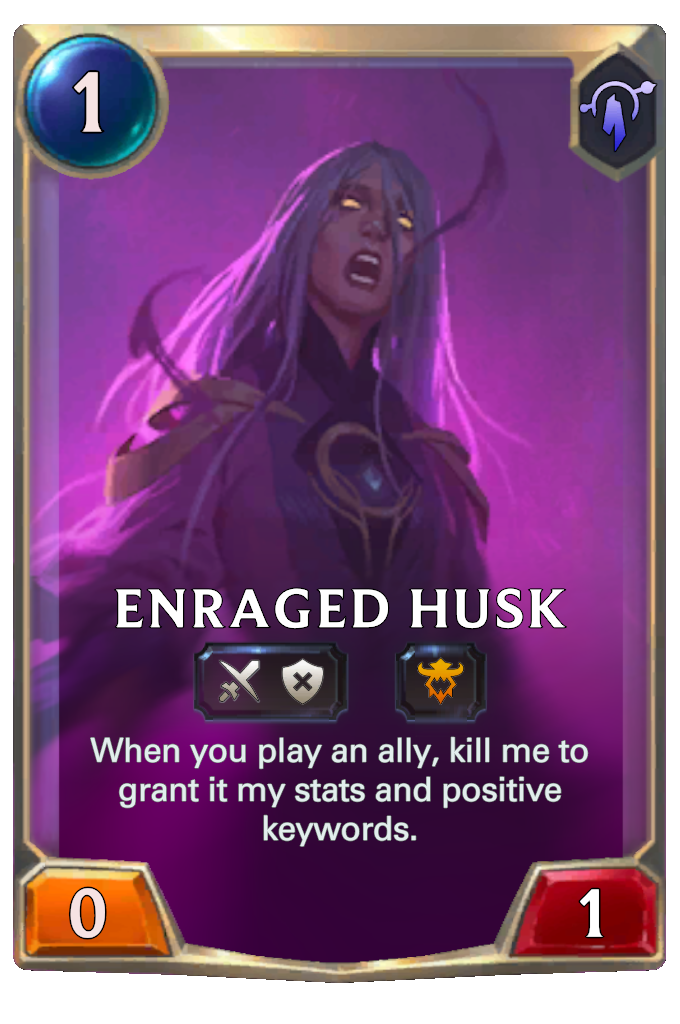 1
ENRAGED HUSK
When you play an ally, kill me to
grant it my stats and positive
keywords.
0
1